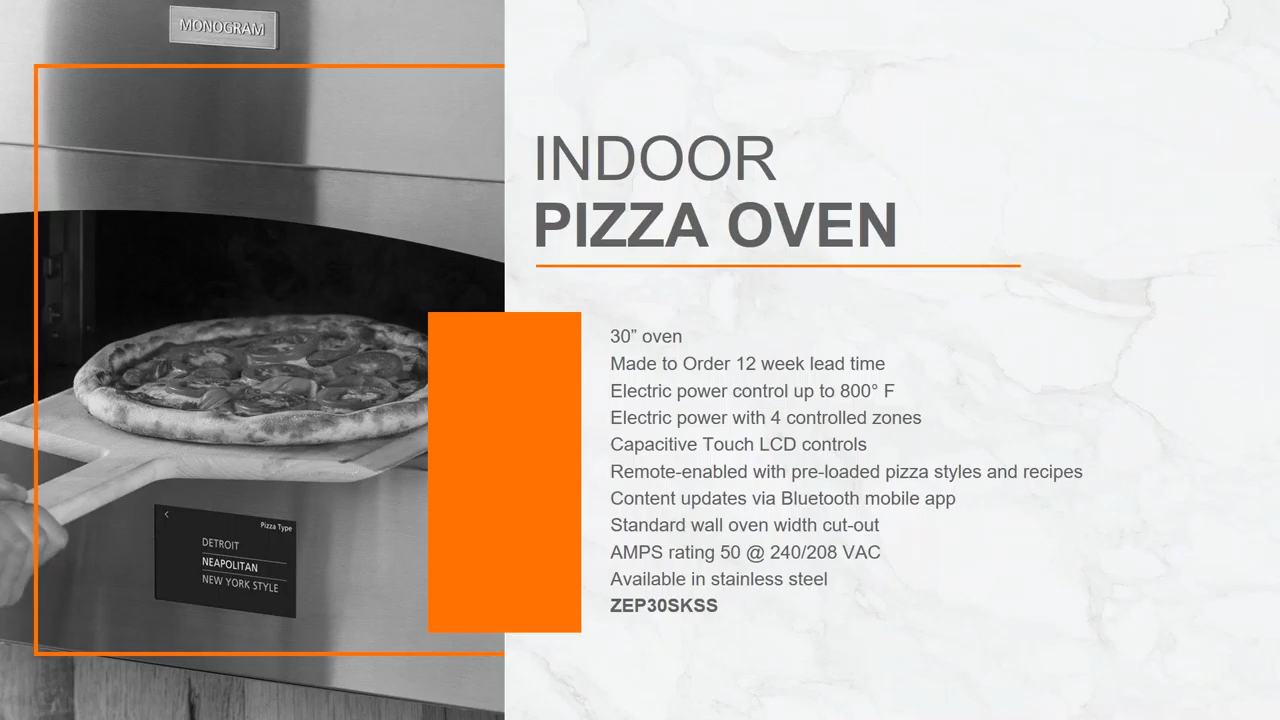 MONOGRAM
INDOOR
PIZZA OVEN
30” oven
Made to Order 12 week lead time
Electric power control up to 800° F
Electric power with 4 controlled zones
Capacitive Touch LCD controls
Remote-enabled with pre-loaded pizza styles and recipes
Content updates via Bluetooth mobile app
Standard wall oven width cut-out
AMPS rating 50 @ 240/208 VAC
Available in stainless steel
ZEP30SKSS
Pizza Type
DETROIT
NEAPOLITAN
NEW YORK STYLE